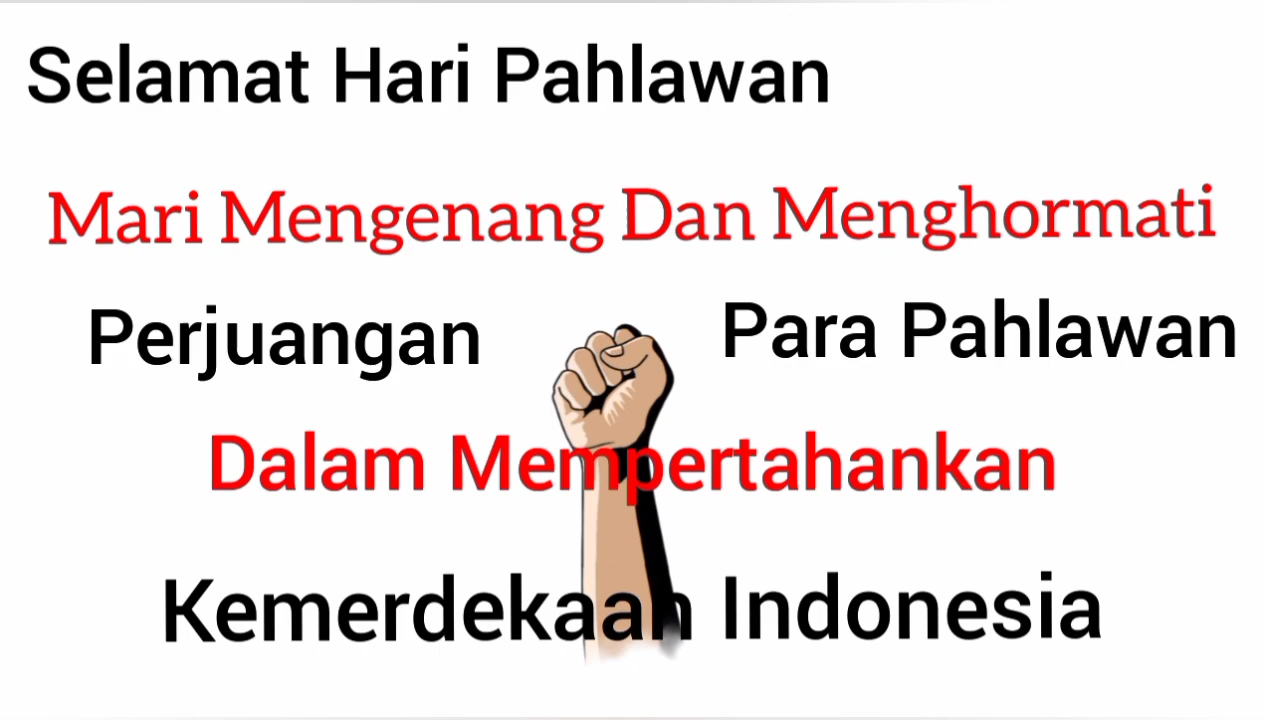 Selamat Hari Pahlawan
Mari Mengenang Dan Menghormati
Perjuangan Para Pahlawan
Dalam Mempertahankan
Kemerdekaan Indonesia